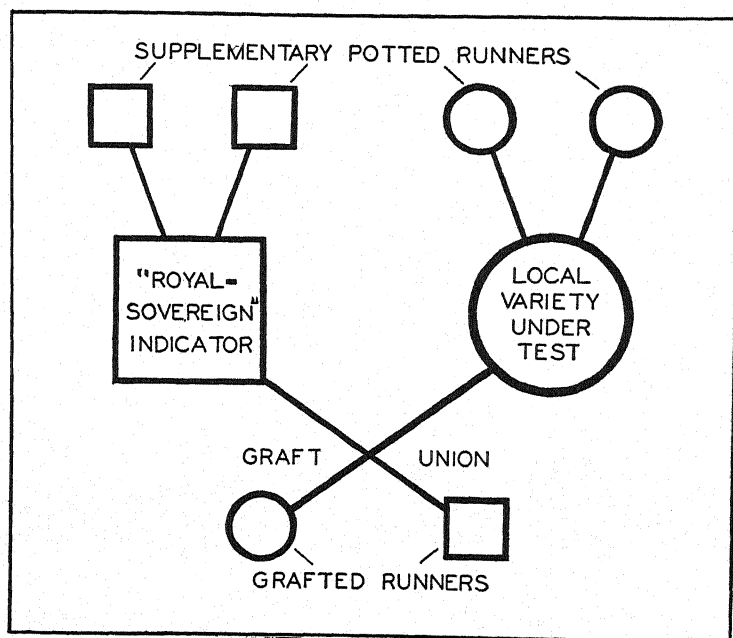 SUPPLEMENTARY POTTED RUNNERS
"ROYAL-
SOVEREIGN"
INDICATOR
LOCAL
VARIETY
UNDER
TEST
GRAFT UNION
GRAFTED RUNNERS